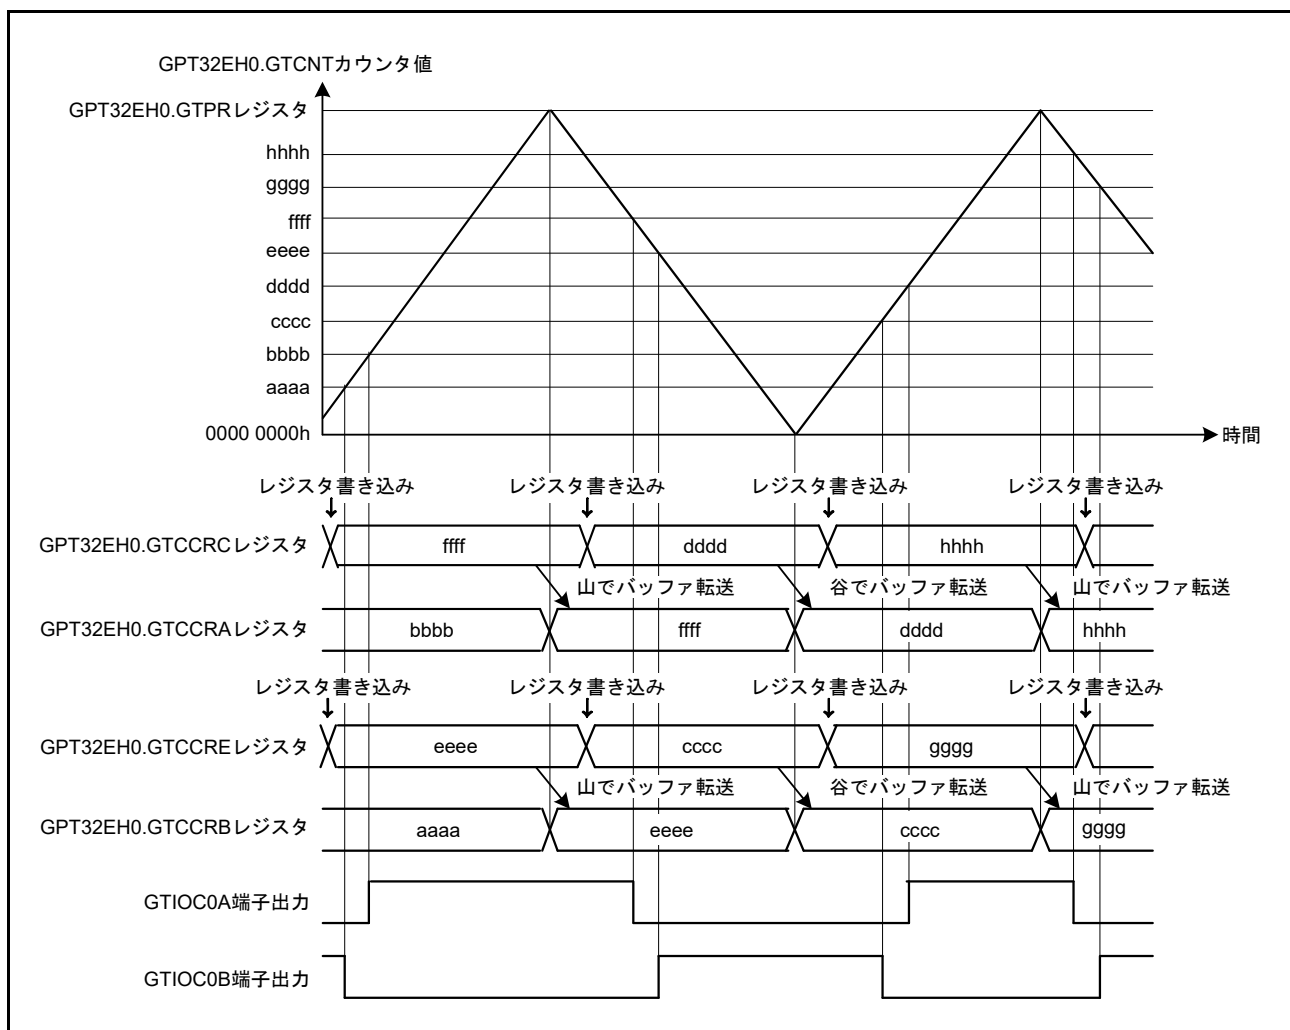 GPT32EH0.GTCNTカウンタ値
GPT32EH0.GTPRレジスタ
hhhh
gggg
ffff
eeee
dddd
cccc
bbbb
aaaa
0000 0000h
時間
レジスタ書き込み レジスタ書き込み レジスタ書き込み レジスタ書き込み
GPT32EH0.GTCCRCレジスタ ffff dddd hhhh
山でバッファ転送 谷でバッファ転送 山でバッファ転送
GPT32EH0.GTCCRAレジスタ bbbb ffff dddd hhhh
レジスタ書き込み レジスタ書き込み レジスタ書き込み レジスタ書き込み
GPT32EH0.GTCCREレジスタ eeee cccc gggg
山でバッファ転送 谷でバッファ転送 山でバッファ転送
GPT32EH0.GTCCRBレジスタ aaaa eeee cccc gggg
GTIOC0A端子出力
GTIOC0B端子出力